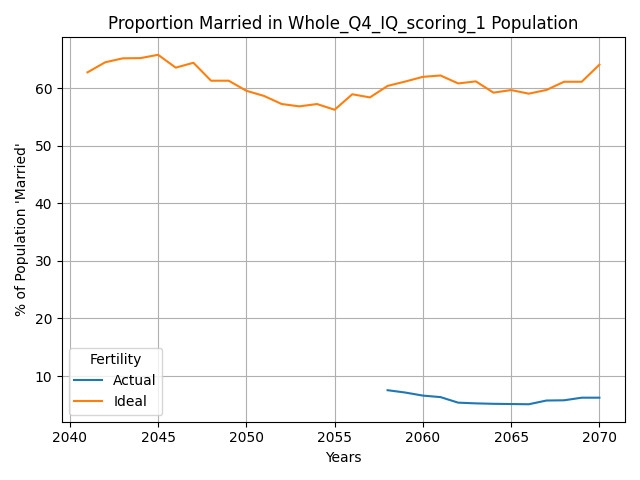 Proportion Married in Whole_Q4_IQ_scoring_1 Population
% of Population 'Married'
60
50
40
30
20
10
Fertility
Actual
Ideal
2040 2045 2050 2055 2060 2065 2070
Years